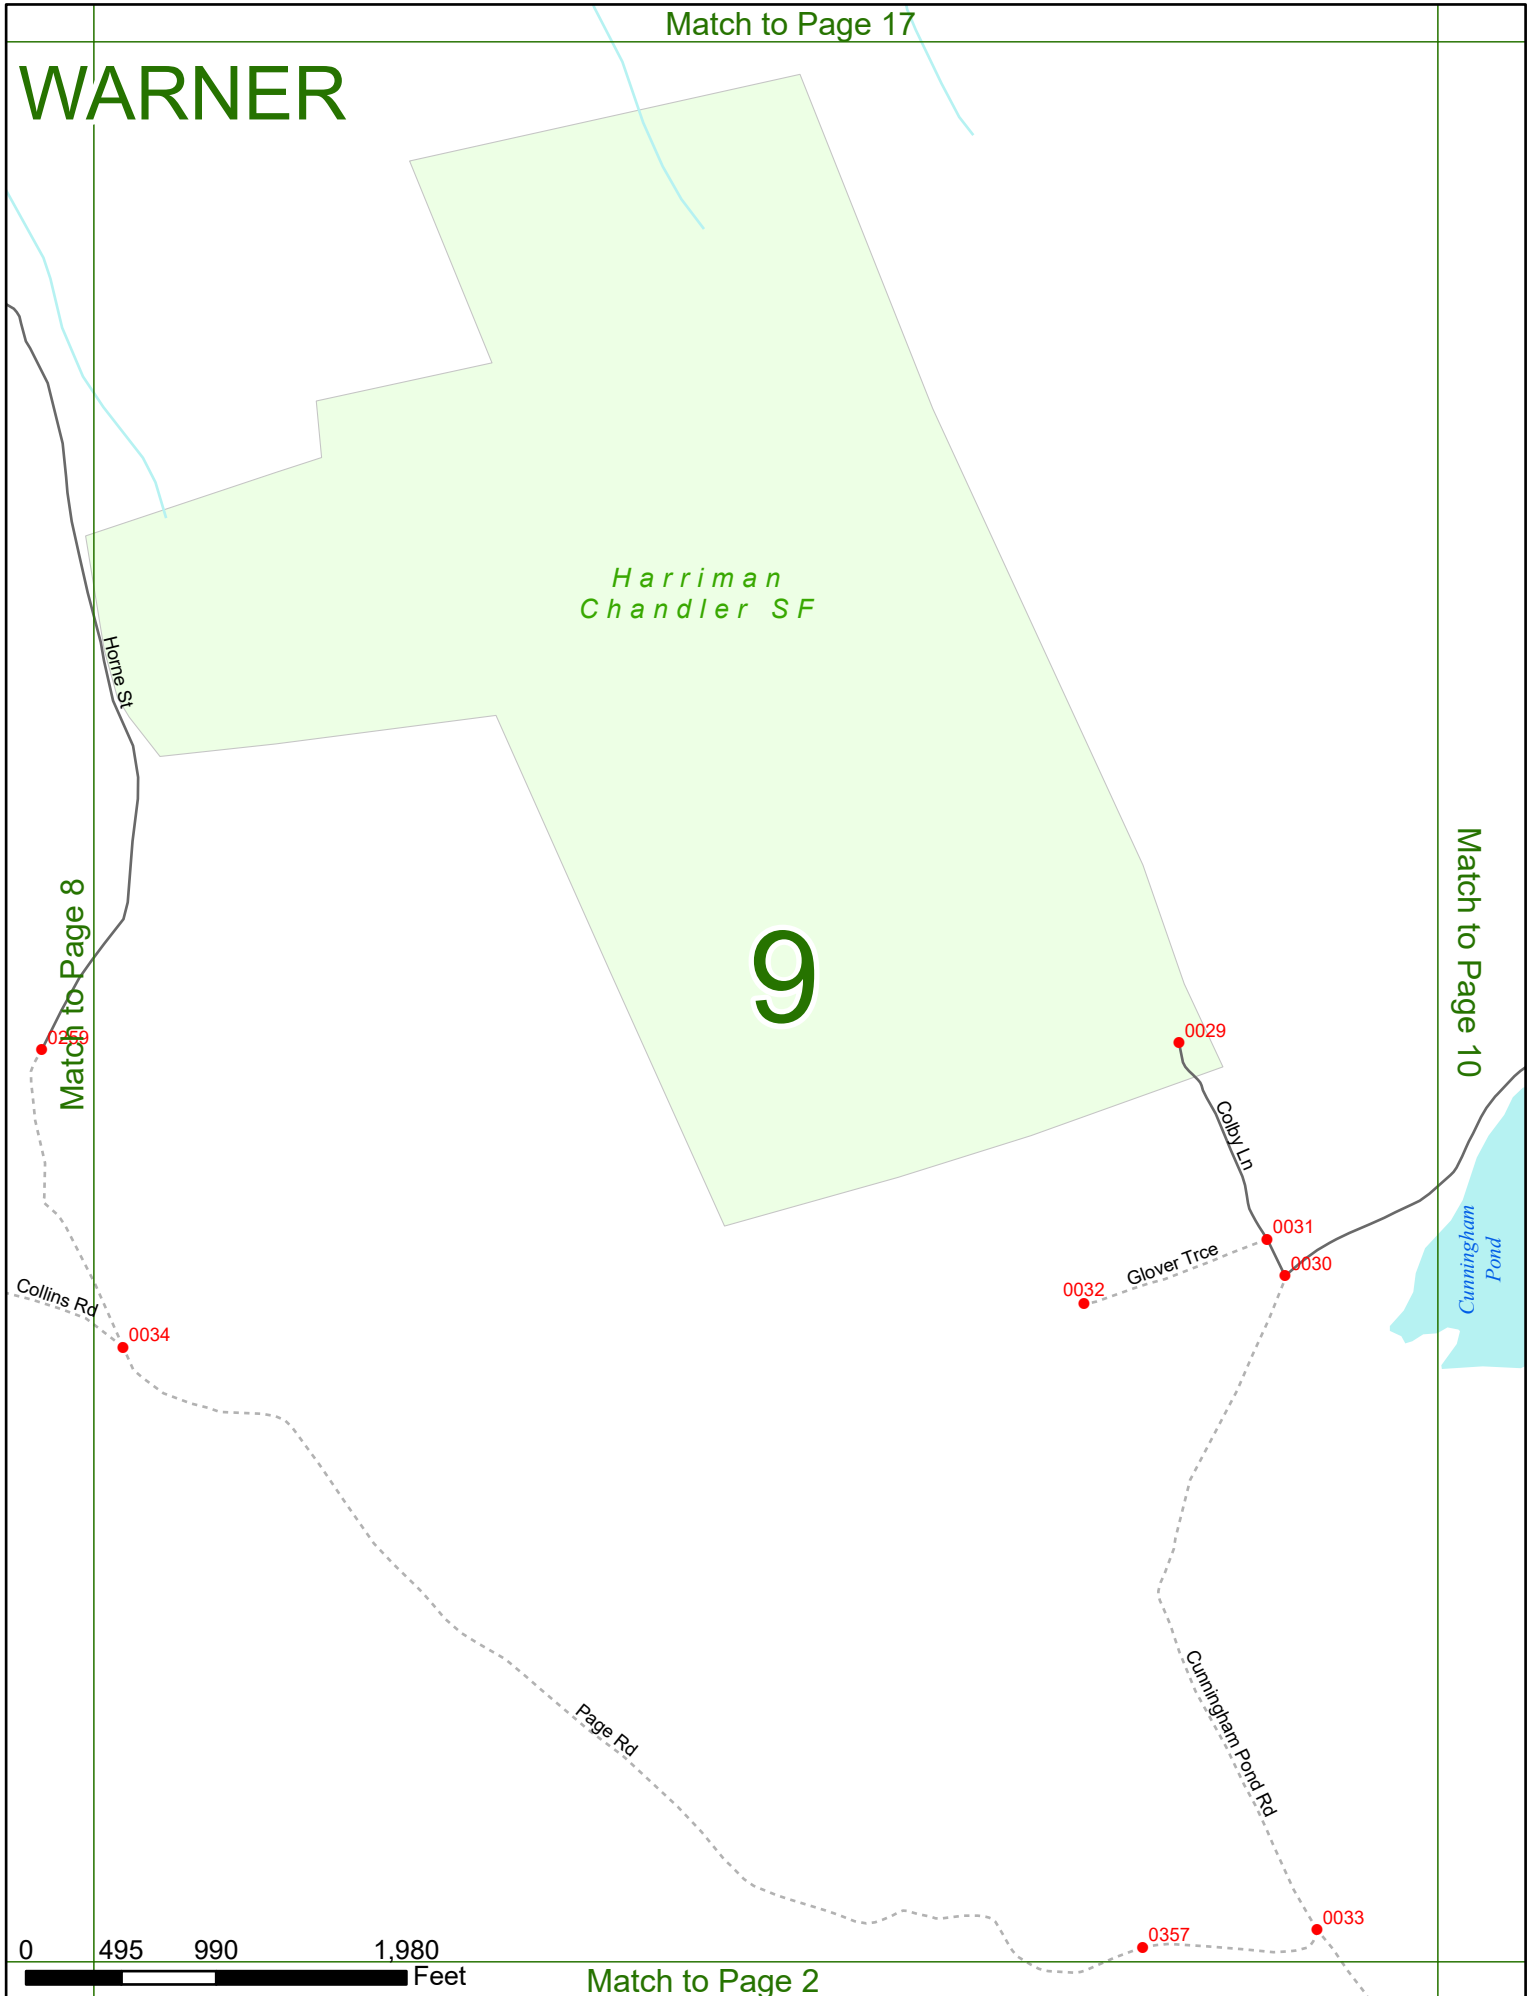 Match to Page 17
WARNER
Harriman
Chandler SF
Horne St
Match to Page 8
Match to Page 10
9
0259
0029
Colby Ln
0031
0030
Glover Trce
0032
Cunningham
Pond
Collins Rd
0034
Page Rd
Cunningham Pond Rd
0033
0357
0 495 990 1,980
Feet
Match to Page 2